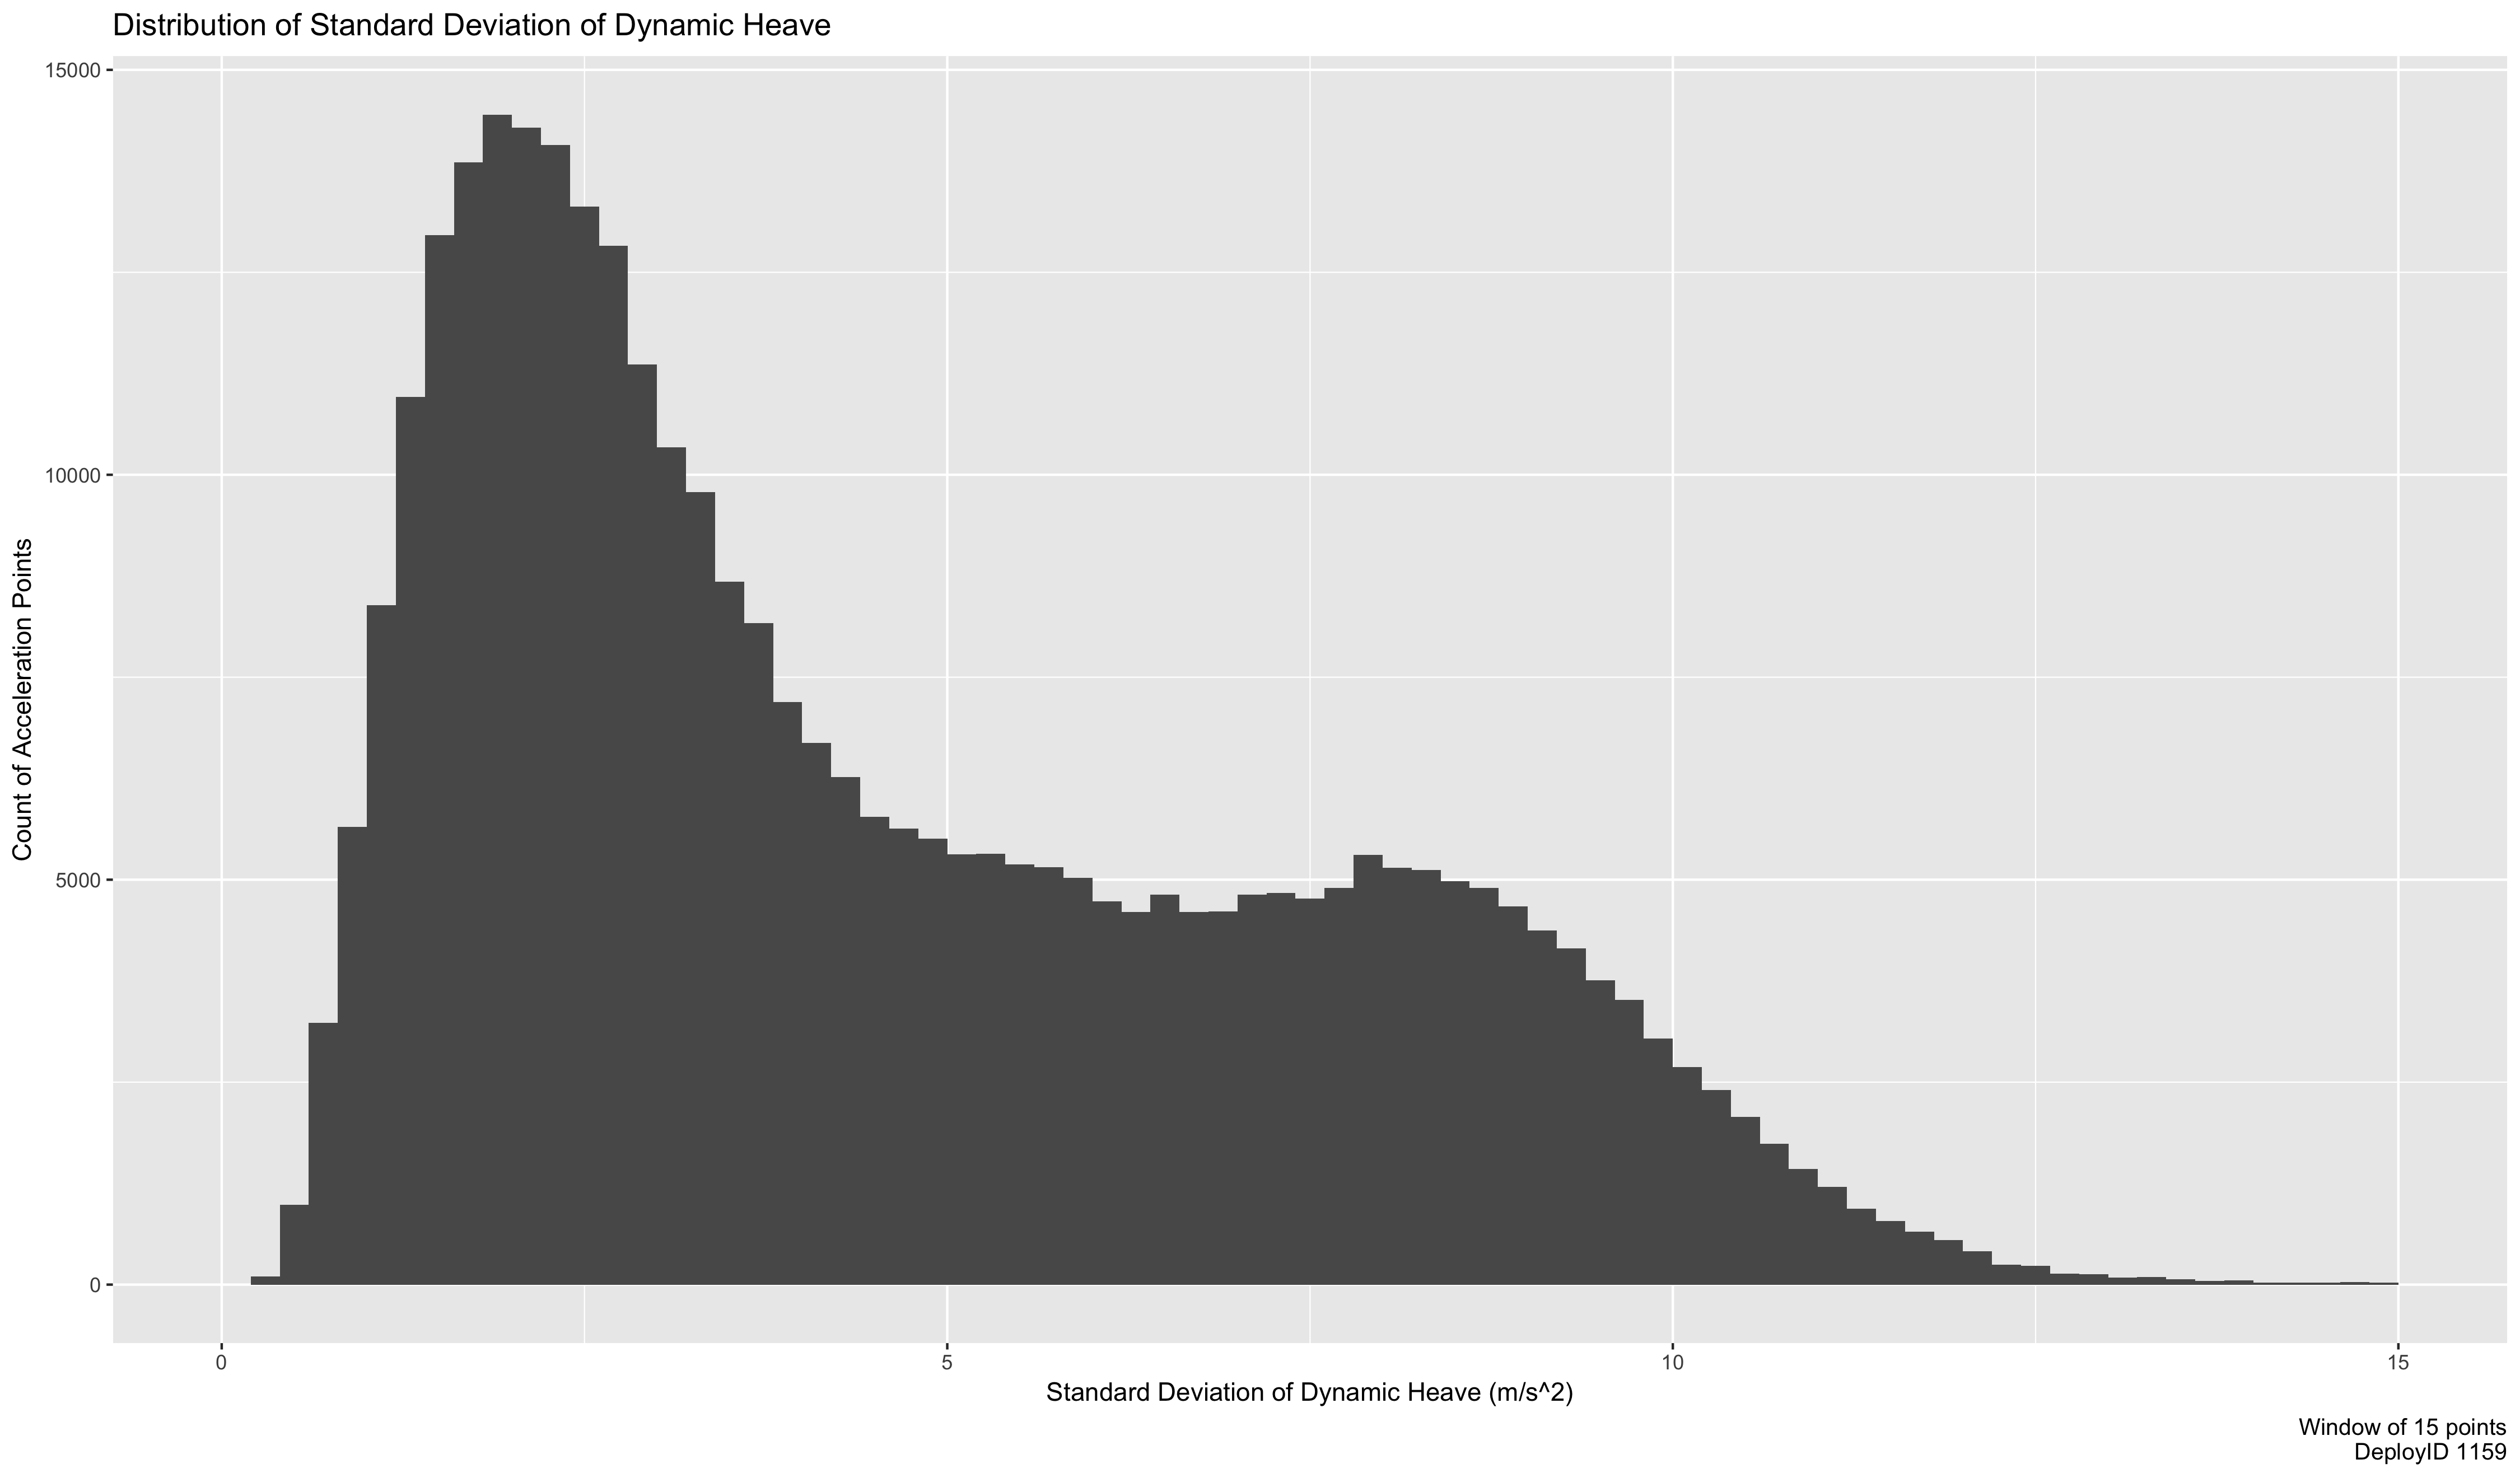 Distribution of Standard Deviation of Dynamic Heave
15000
10000
5000
0
Count of Acceleration Points
0
5
10
15
Standard Deviation of Dynamic Heave (m/s^2)
Window of 15 points
DeployID 1159